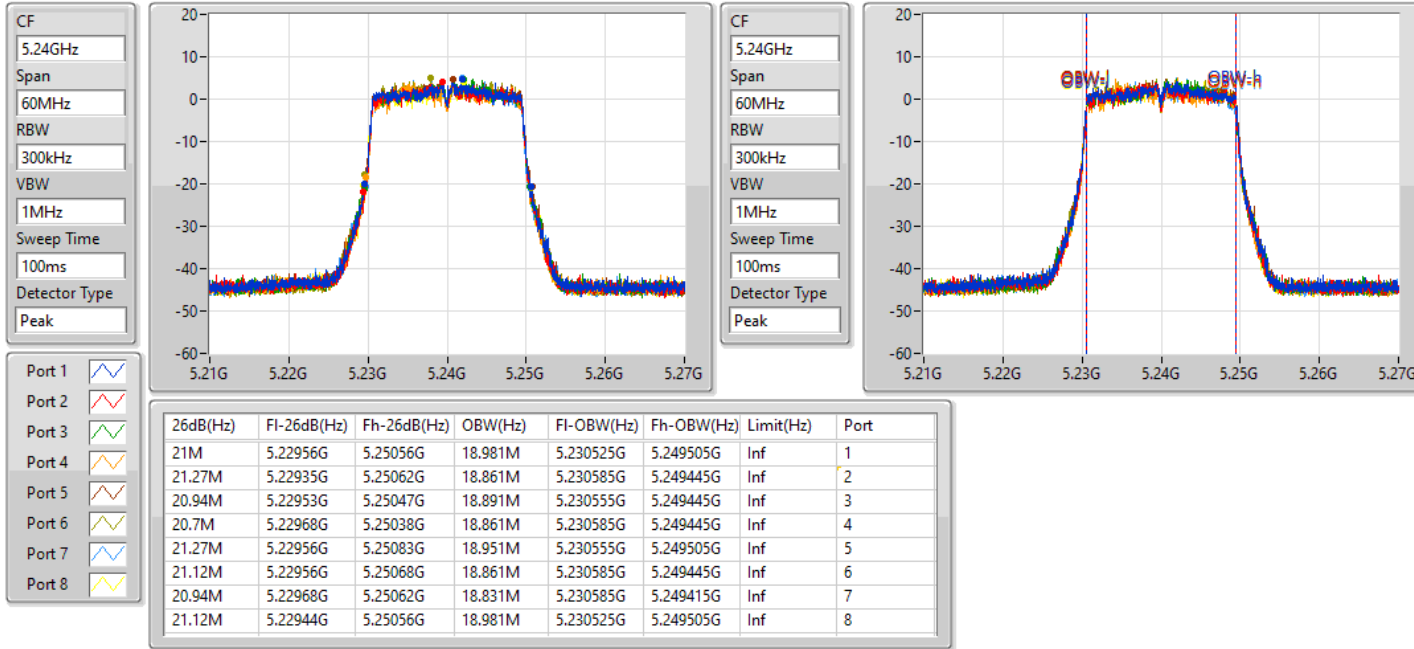 CF
5.24GHz
Span
60MHz
RBW
300kHz
VBW
1MHz
Sweep Time
100ms
Detector Type
Peak
20
10
0
-10
-20
-30
-40
-50
-60
5.21G 5.22G 5.23G 5.24G 5.25G 5.26G 5.27G
CF
5.24GHz
Span
60MHz
RBW
300kHz
VBW
1MHz
Sweep Time
100ms
Detector Type
Peak
20
10
0
-10
-20
-30
-40
-50
-60
OBW-l OBW-h
5.21G 5.22G 5.23G 5.24G 5.25G 5.26G 5.27G
Port 1
Port 2
Port 3
Port 4
Port 5
Port 6
Port 7
Port 8
26dB(Hz) Fl-26dB(Hz) Fh-26dB(Hz) OBW(Hz) Fl-OBW(Hz) Fh-OBW(Hz) Limit(Hz) Port
21M 5.22956G 5.25056G 18.981M 5.230525G 5.249505G Inf 1
21.27M 5.22935G 5.25062G 18.861M 5.230585G 5.249445G Inf 2
20.94M 5.22953G 5.25047G 18.891M 5.230555G 5.249445G Inf 3
20.7M 5.22968G 5.25038G 18.861M 5.230585G 5.249445G Inf 4
21.27M 5.22956G 5.25083G 18.951M 5.230555G 5.249505G Inf 5
21.12M 5.22956G 5.25068G 18.861M 5.230585G 5.249445G Inf 6
20.94M 5.22968G 5.25062G 18.831M 5.230585G 5.249415G Inf 7
21.12M 5.22944G 5.25056G 18.981M 5.230525G 5.249505G Inf 8